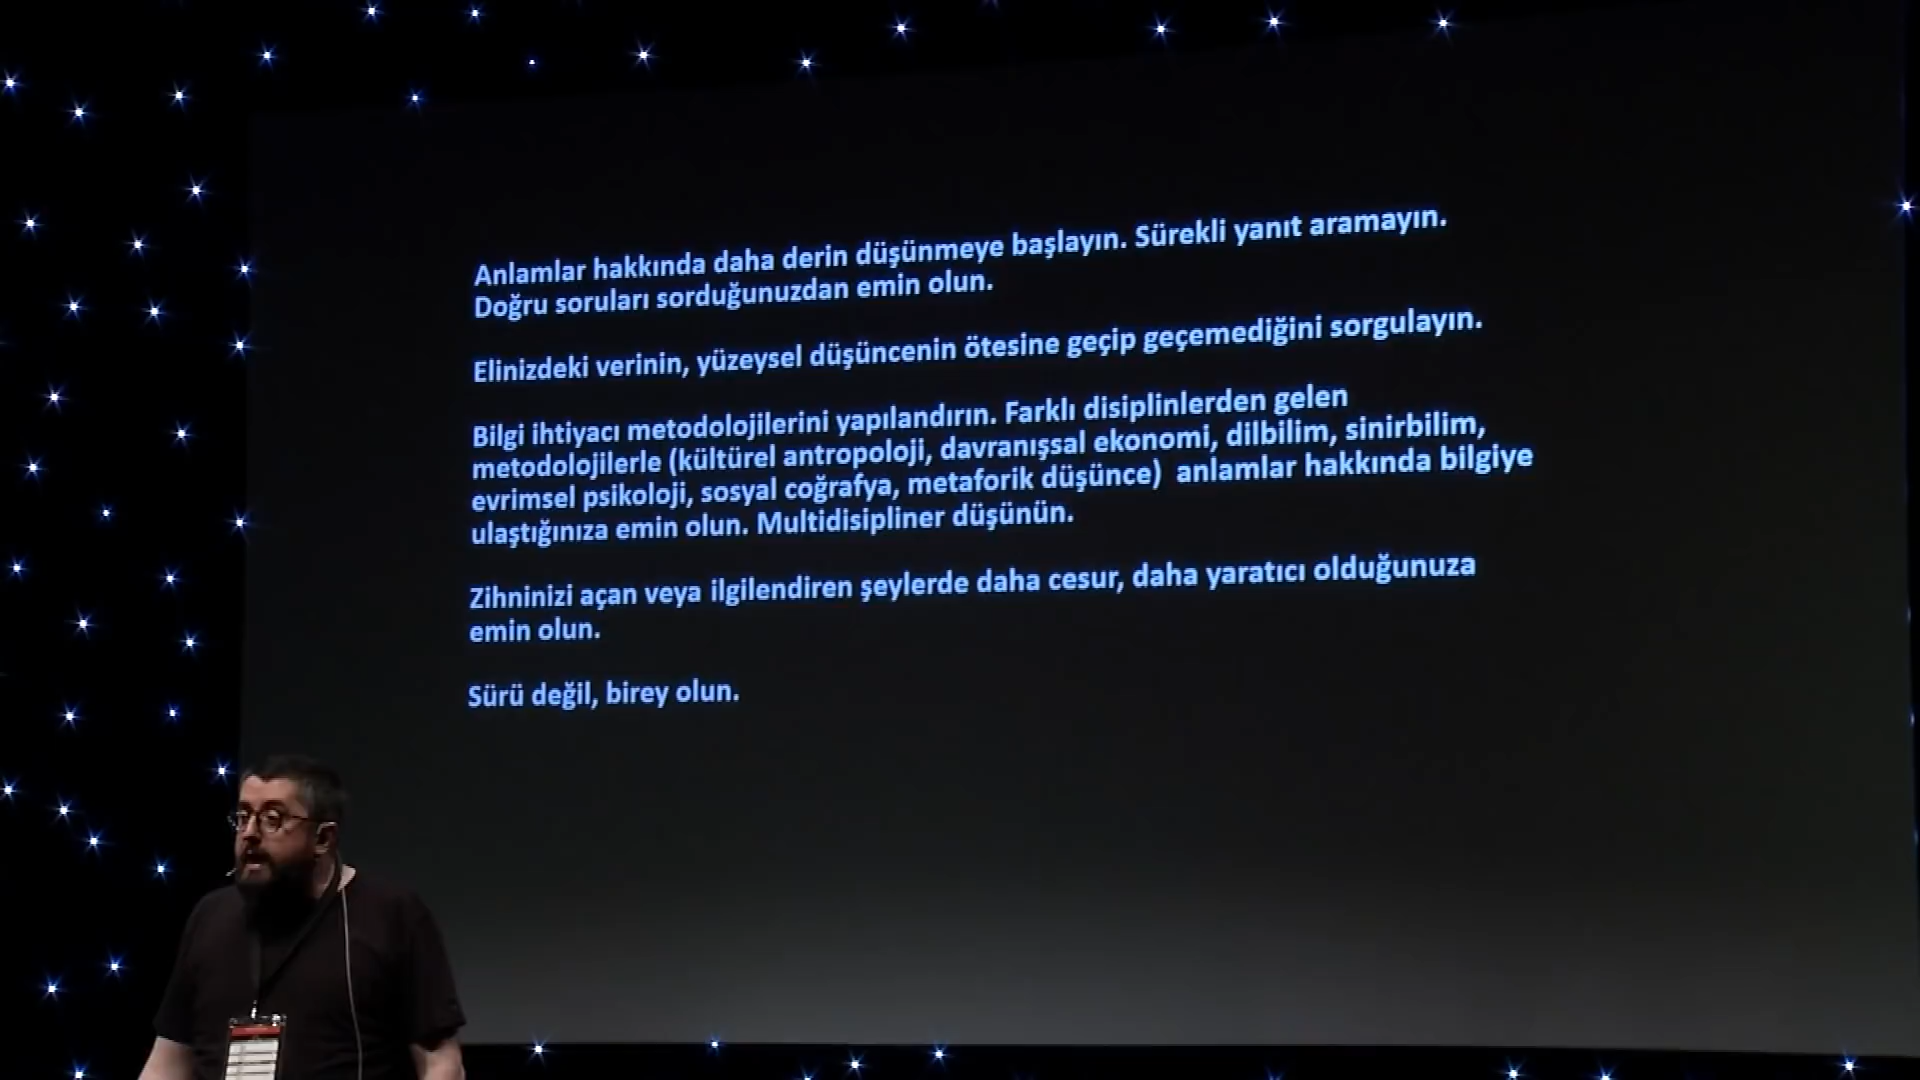 Anlamlar hakkında daha derin düşünmeye başlayın. Sürekli yanıt aramayın.
Doğru soruları sorduğunuzdan emin olun.
Elinizdeki verinin, yüzeysel düşüncenin ötesine geçip geçemediğini sorgulayın.
Bilgi ihtiyacı metodolojilerini yapılandırın. Farklı disiplinlerden gelen
metodolojilerle (kültürel antropoloji, davranışsal ekonomi, dilbilim, sinirbilim,
evrimsel psikoloji, sosyal coğrafya, metaforik düşünce) anlamlar hakkında bilgiye
ulaştığınıza emin olun. Multidisipliner düşünün.
Zihninizi açan veya ilgilendiren şeylerde daha cesur, daha yaratıcı olduğunuza
emin olun.
Sürü değil, birey olun.